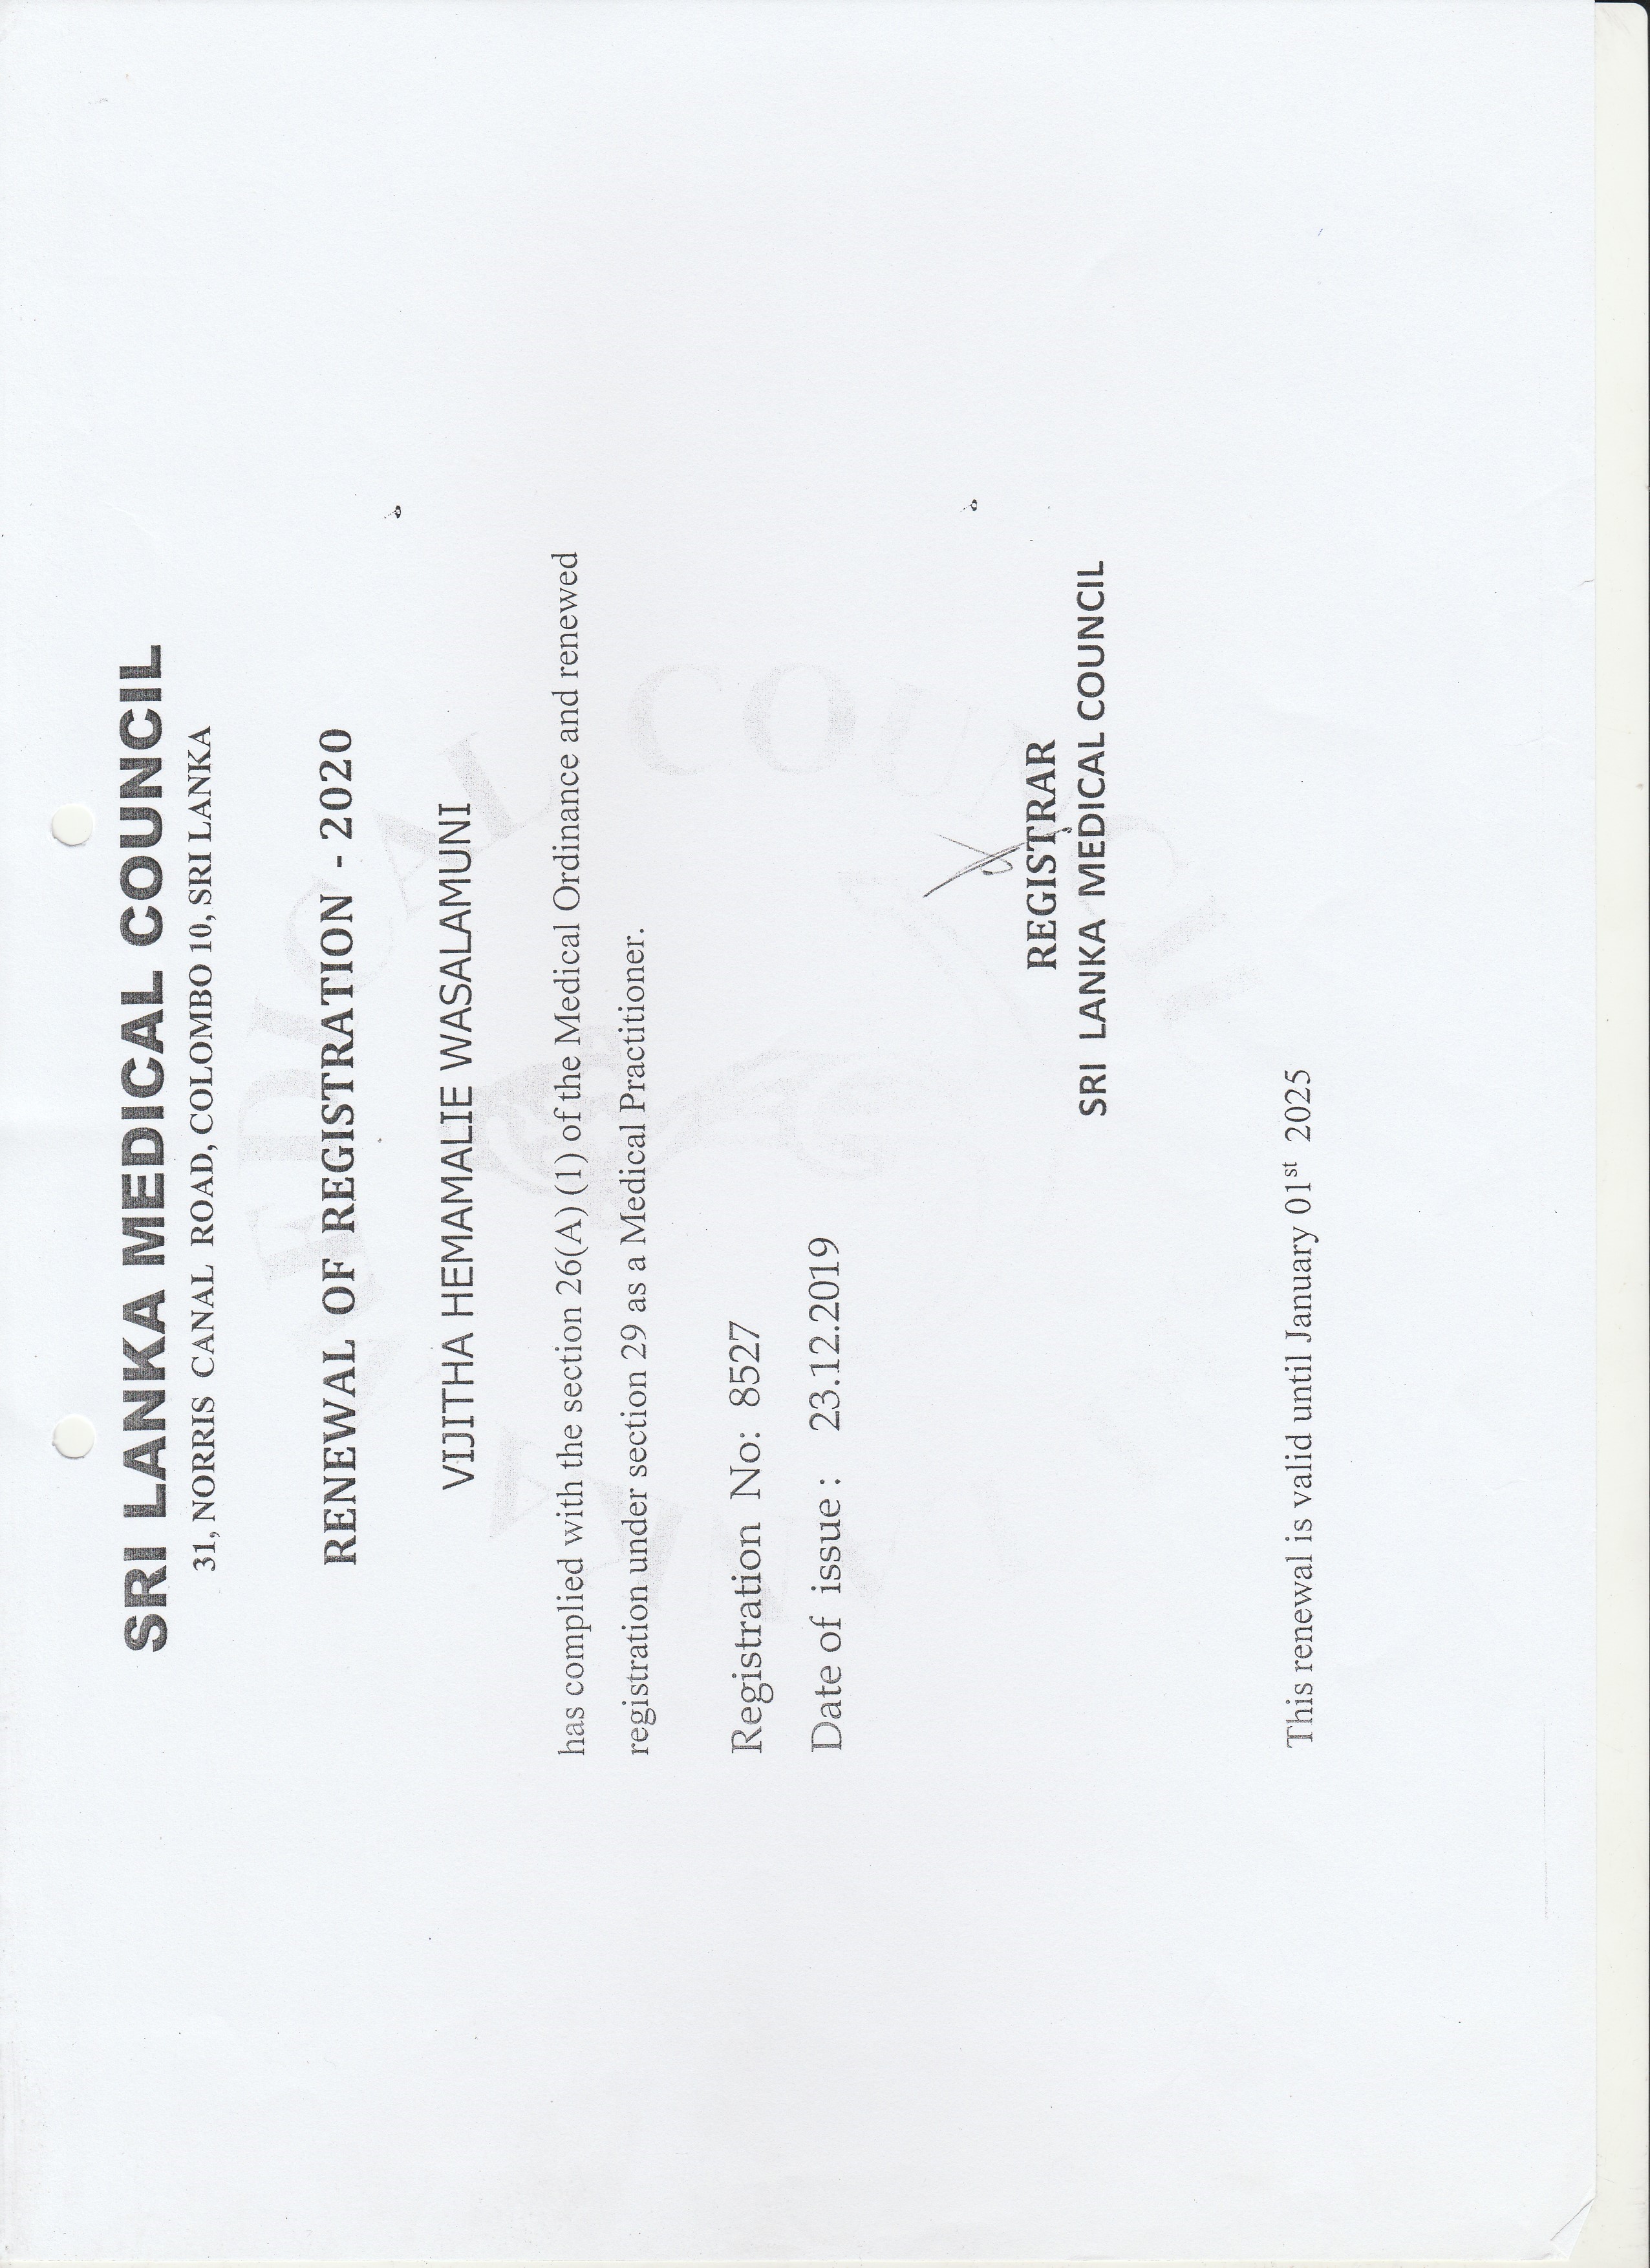 SRI LANKA MEDICAL COUNCIL
31, NORRIS CANAL ROAD, COLOMBO 10, SRI LANKA
RENEWAL OF REGISTRATION - 2020
VIJITHA HEMAMALIE WASALAMUNI
has complied with the section 26(A) (1) of the Medical Ordinance and renewed
registration under section 29 as a Medical Practitioner.
Registration No: 8527
Date of issue : 23.12.2019
REGISTRAR
SRI LANKA MEDICAL COUNCIL
This renewal is valid until January 01st 2025